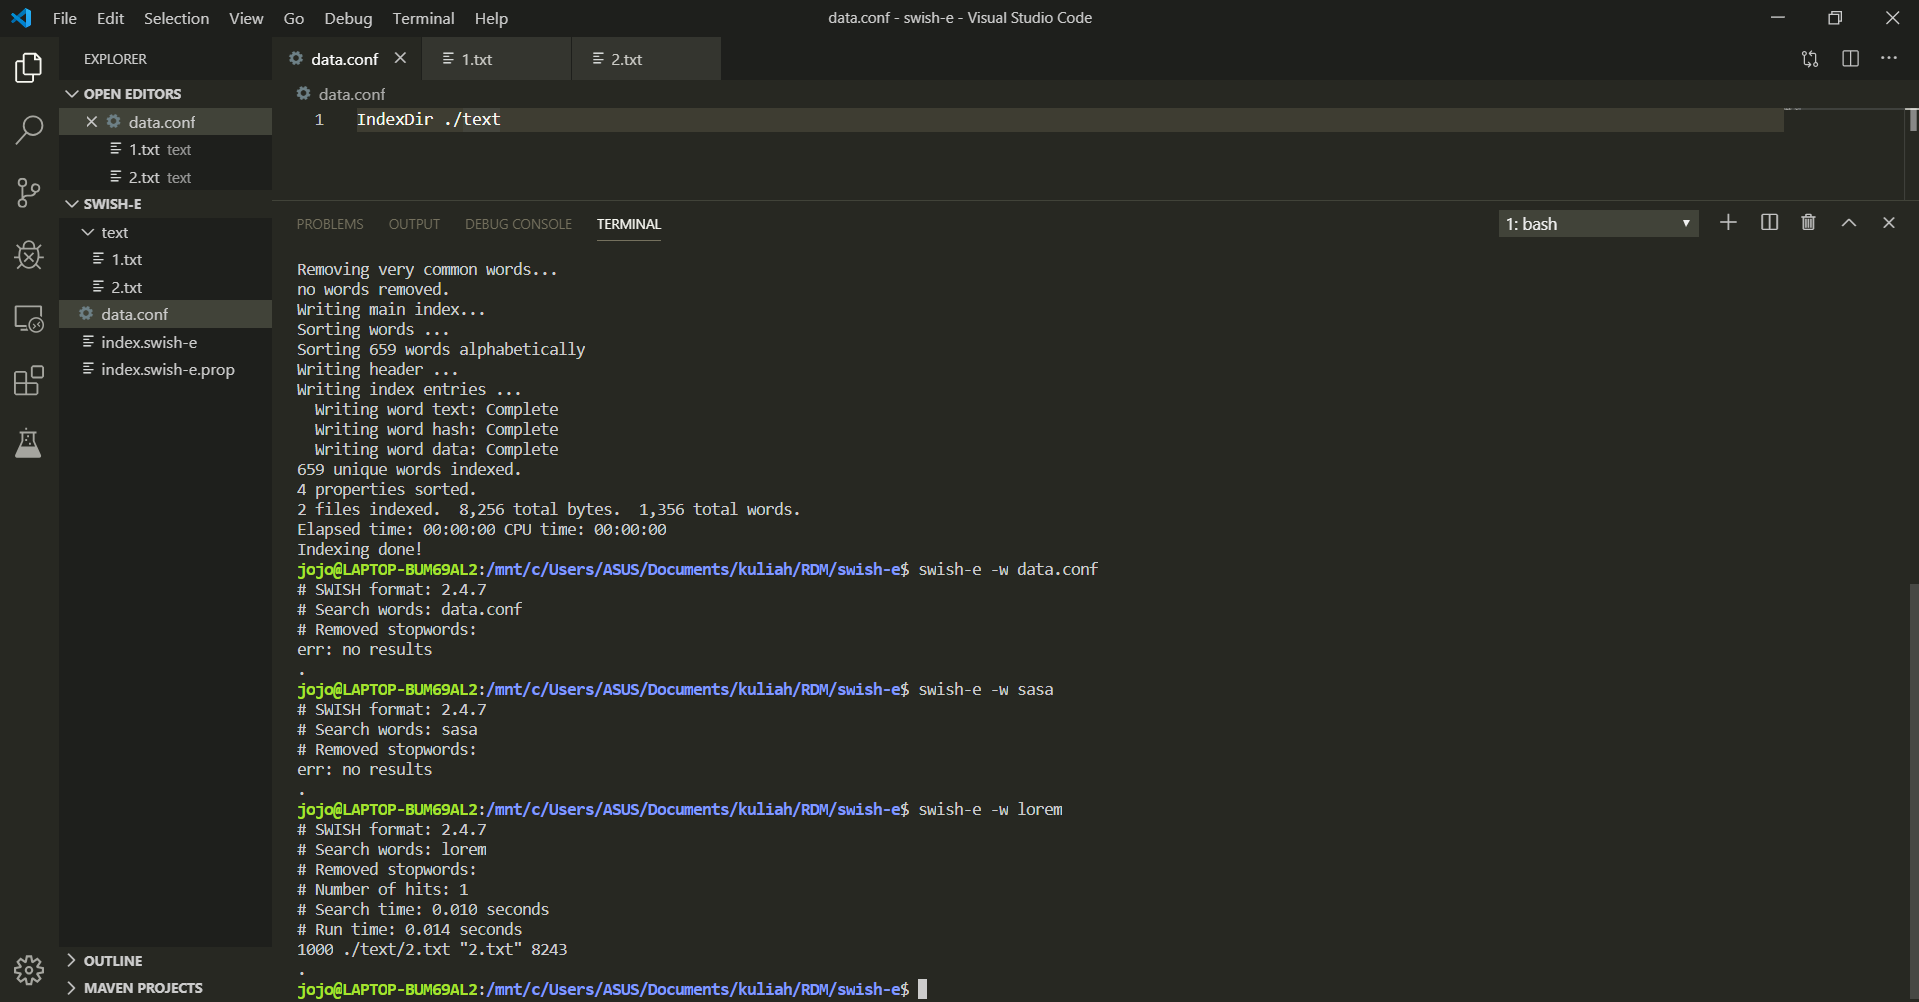 File Edit Selection View Go Debug Terminal Help
data.conf - swish-e - Visual Studio Code
EXPLORER
OPEN EDITORS
data.conf
1.txt text
2.txt text
SWISH-E
text
1.txt
2.txt
data.conf
index.swish-e
index.swish-e.prop
OUTLINE
MAVEN PROJECTS
data.conf 1.txt 2.txt
data.conf
1 IndexDir ./text
PROBLEMS OUTPUT DEBUG CONSOLE TERMINAL
1: bash
Removing very common words...
no words removed.
Writing main index...
Sorting words ...
Sorting 659 words alphabetically
Writing header ...
Writing index entries ...
  Writing word text: Complete
  Writing word hash: Complete
  Writing word data: Complete
659 unique words indexed.
4 properties sorted.
2 files indexed.  8,256 total bytes.  1,356 total words.
Elapsed time: 00:00:00 CPU time: 00:00:00
Indexing done!
jojo@LAPTOP-BUM69AL2:/mnt/c/Users/ASUS/Documents/kuliah/RDM/swish-e$ swish-e -w data.conf
# SWISH format: 2.4.7
# Search words: data.conf
# Removed stopwords:
err: no results
.
jojo@LAPTOP-BUM69AL2:/mnt/c/Users/ASUS/Documents/kuliah/RDM/swish-e$ swish-e -w sasa
# SWISH format: 2.4.7
# Search words: sasa
# Removed stopwords:
err: no results
.
jojo@LAPTOP-BUM69AL2:/mnt/c/Users/ASUS/Documents/kuliah/RDM/swish-e$ swish-e -w lorem
# SWISH format: 2.4.7
# Search words: lorem
# Removed stopwords:
# Number of hits: 1
# Search time: 0.010 seconds
# Run time: 0.014 seconds
1000 ./text/2.txt "2.txt" 8243
.
jojo@LAPTOP-BUM69AL2:/mnt/c/Users/ASUS/Documents/kuliah/RDM/swish-e$